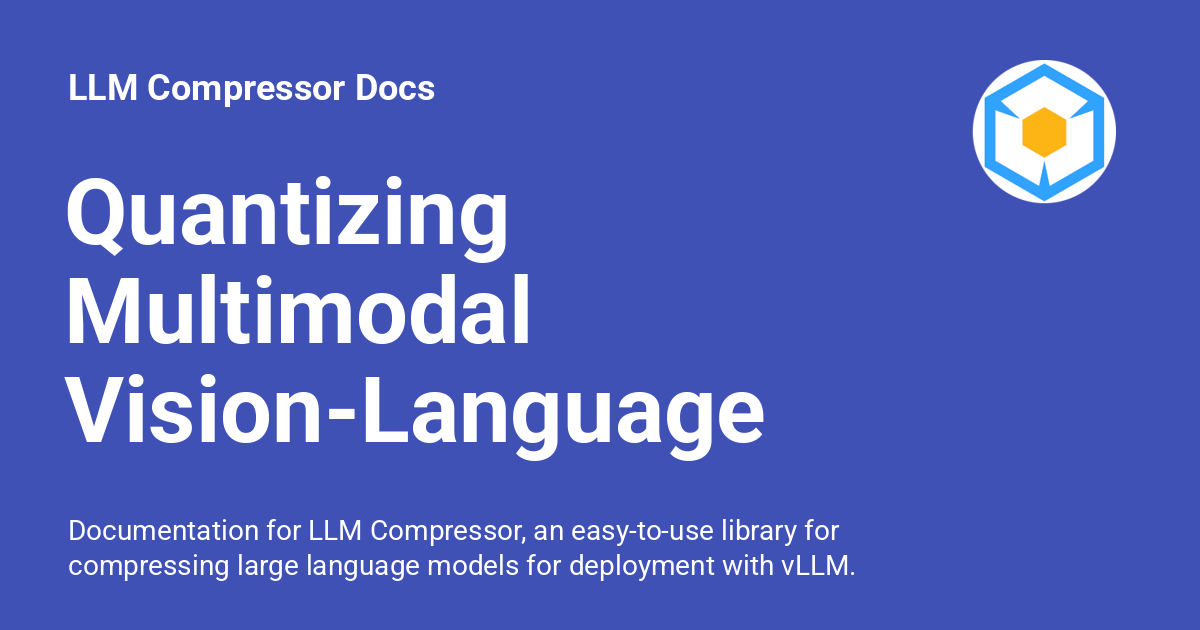 LLM Compressor Docs
Quantizing
Multimodal
Vision-Language
Documentation for LLM Compressor, an easy-to-use library for
compressing large language models for deployment with vLLM.